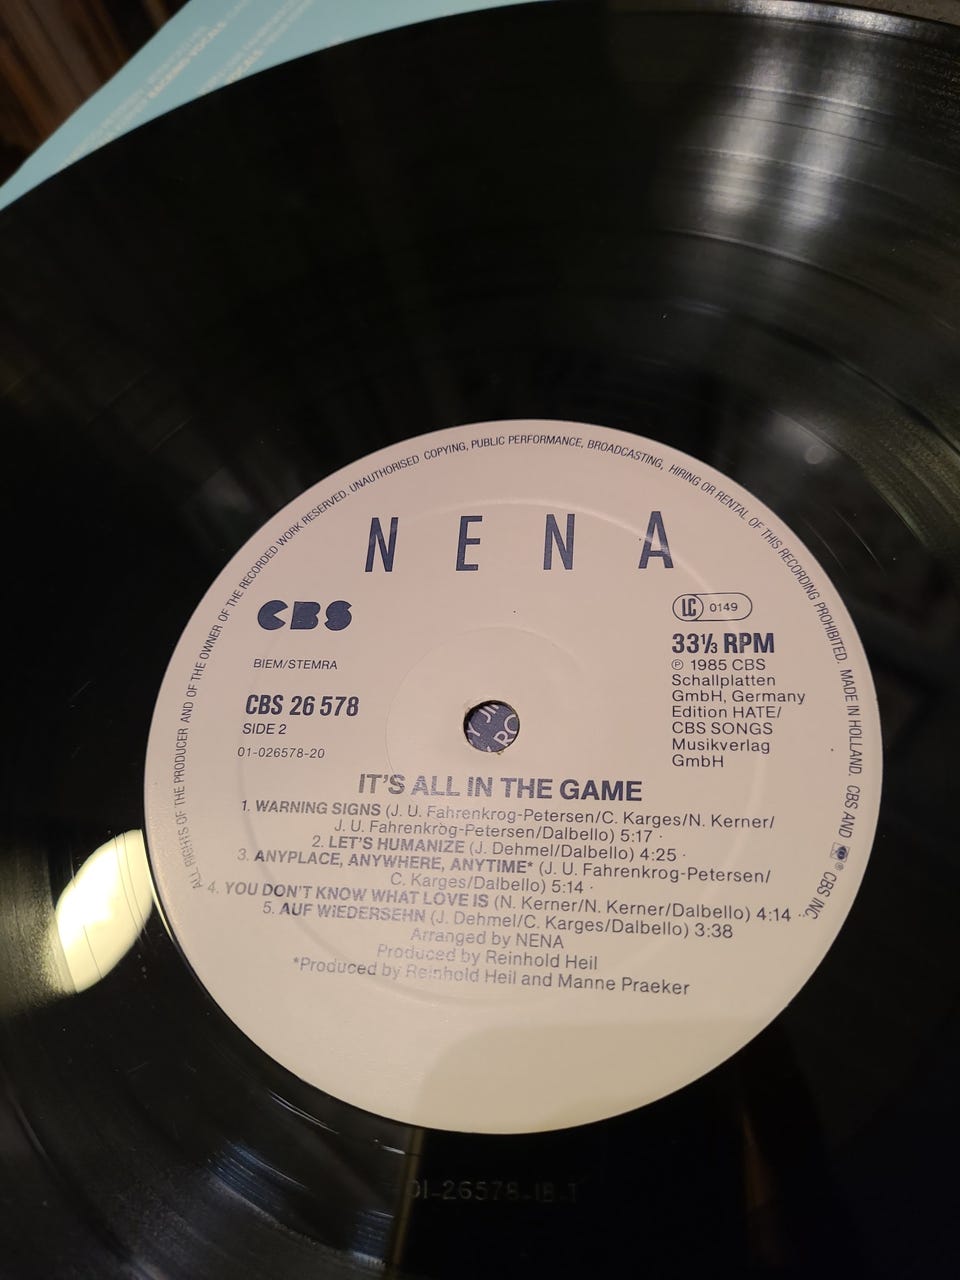 BACKING VOCALS
ALL RIGHTS OF THE PRODUCER AND OF THE OWNER OF THE RECORDED WORK RESERVED. UNAUTHORISED COPYING, PUBLIC PERFORMANCE, BROADCASTING, HIRING OR RENTAL OF THIS RECORDING PROHIBITED. MADE IN HOLLAND. CBS AND ® CBS INC.
NENA
CBS
LC 0149
BIEM/STEMRA
33⅓ RPM
℗ 1985 CBS
Schallplatten
GmbH, Germany
Edition HATE/
CBS SONGS
Musikverlag
GmbH
CBS 26 578
SIDE 2
01-026578-20
IT'S ALL IN THE GAME
1. WARNING SIGNS (J. U. Fahrenkrog-Petersen/C. Karges/N. Kerner/
J. U. Fahrenkrog-Petersen/Dalbello) 5:17 ·
2. LET'S HUMANIZE (J. Dehmel/Dalbello) 4:25 ·
3. ANYPLACE, ANYWHERE, ANYTIME* (J. U. Fahrenkrog-Petersen/
C. Karges/Dalbello) 5:14 ·
4. YOU DON'T KNOW WHAT LOVE IS (N. Kerner/N. Kerner/Dalbello) 4:14 ·
5. AUF WIEDERSEHN (J. Dehmel/C. Karges/Dalbello) 3:38
Arranged by NENA
Produced by Reinhold Heil
*Produced by Reinhold Heil and Manne Praeker